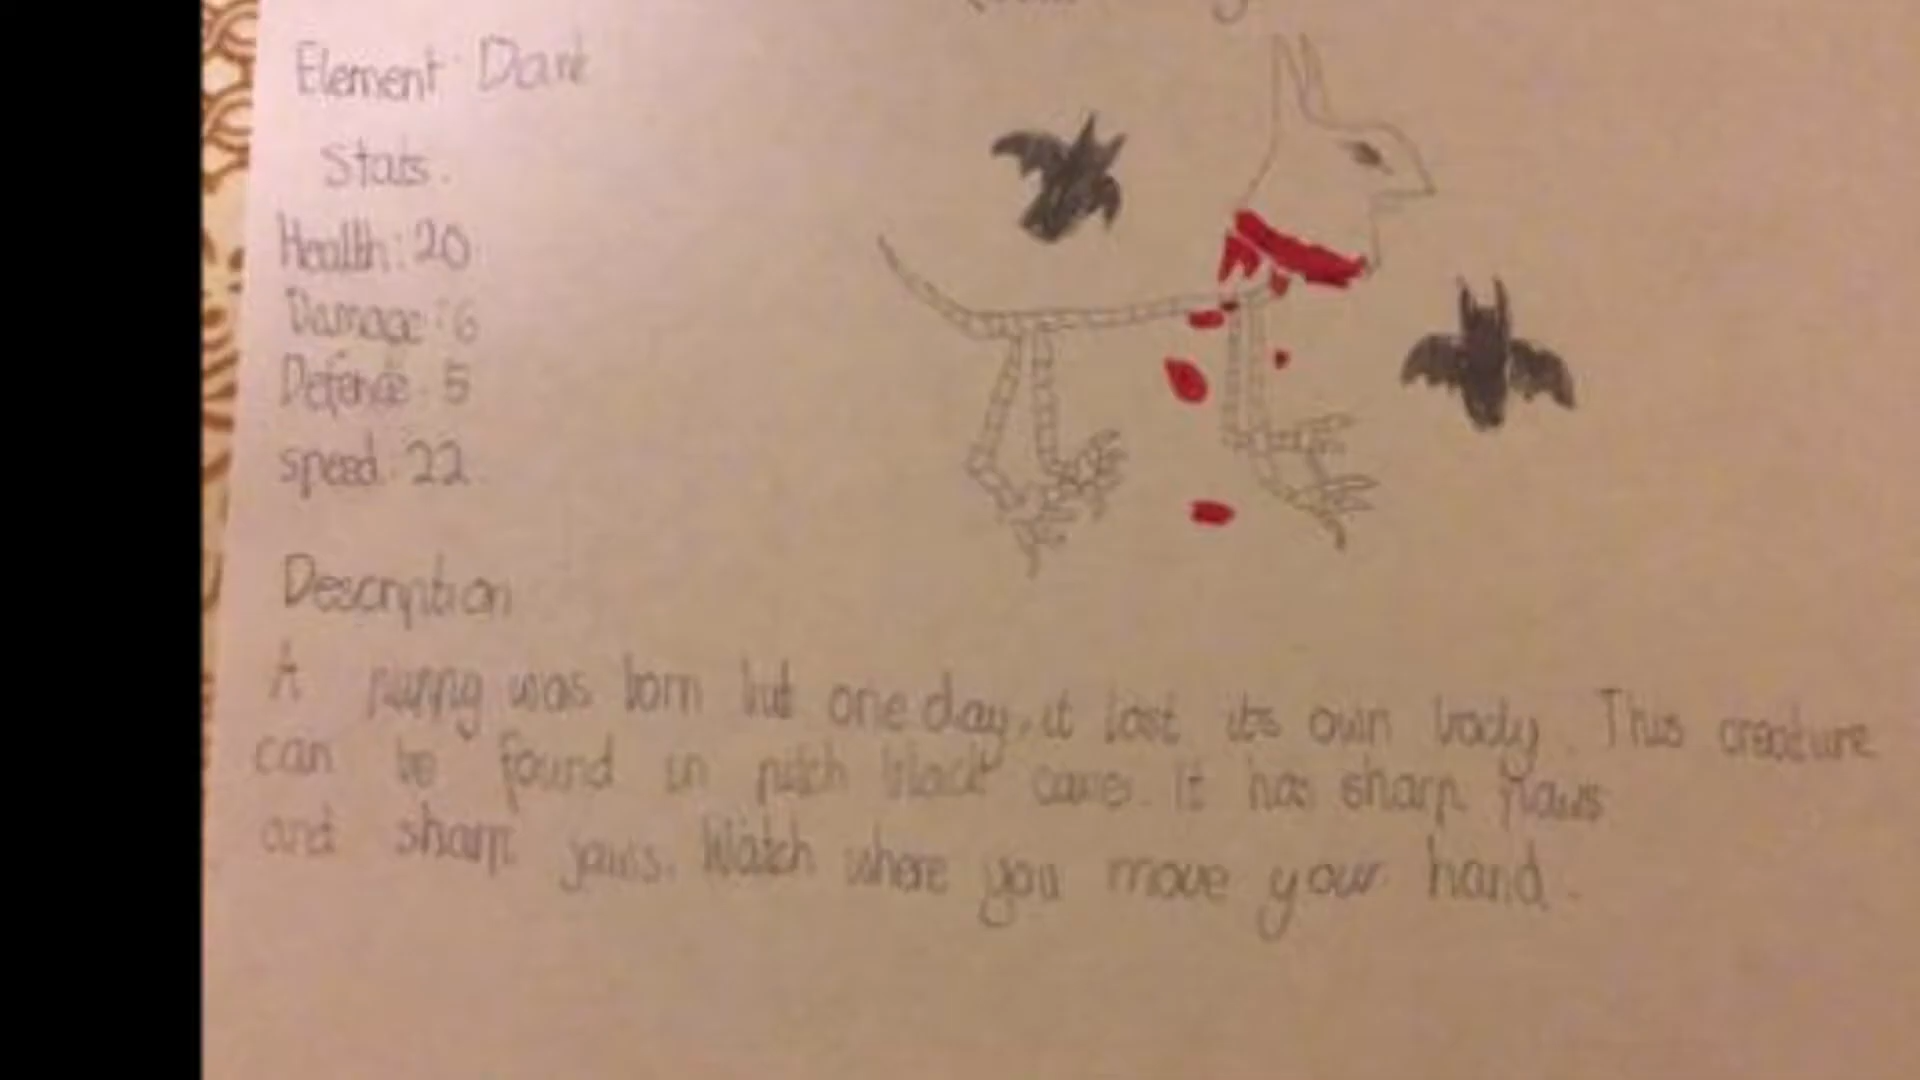 Element: Dark
Stats.
Health: 20
Damage: 6
Defence: 5
speed: 22.
Description
A puppy was born but one day, it lost its own body. This creature
can be found in pitch black caves. It has sharp paws
and sharp jaws. Watch where you move your hand.